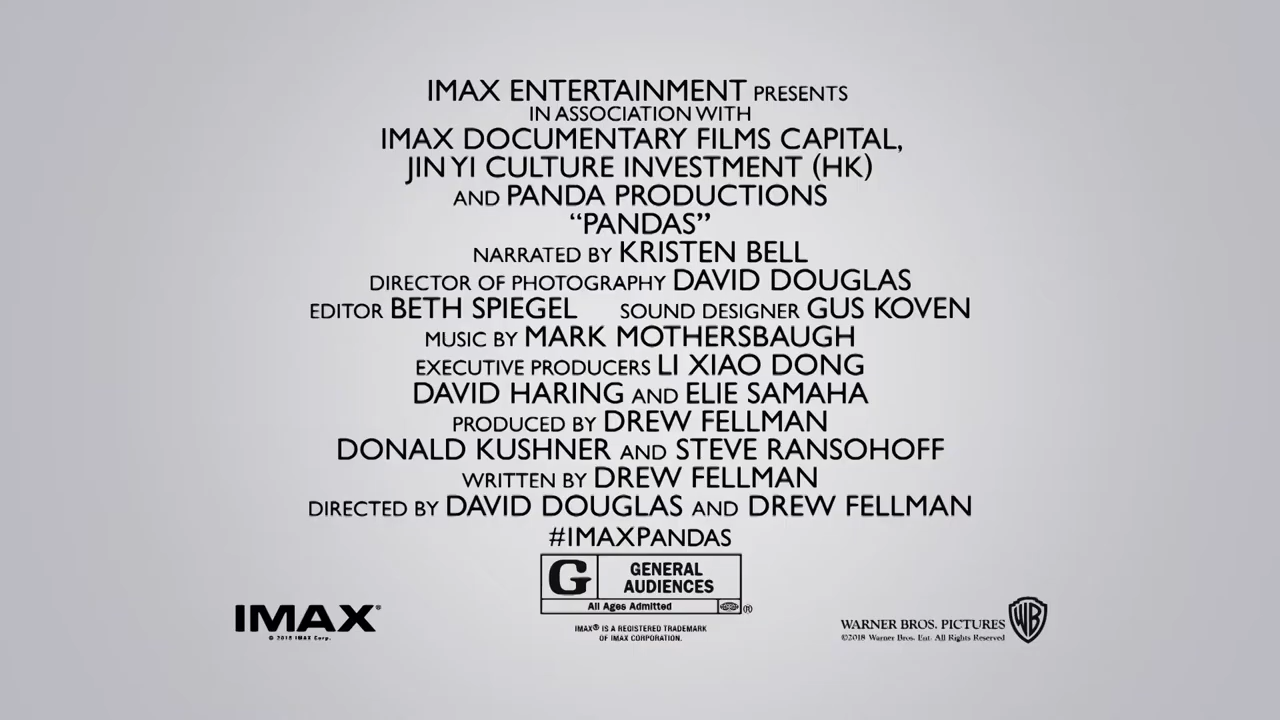 IMAX ENTERTAINMENT PRESENTS
IN ASSOCIATION WITH
IMAX DOCUMENTARY FILMS CAPITAL,
JIN YI CULTURE INVESTMENT (HK)
AND PANDA PRODUCTIONS
“PANDAS”
NARRATED BY KRISTEN BELL
DIRECTOR OF PHOTOGRAPHY DAVID DOUGLAS
EDITOR BETH SPIEGEL SOUND DESIGNER GUS KOVEN
MUSIC BY MARK MOTHERSBAUGH
EXECUTIVE PRODUCERS LI XIAO DONG
DAVID HARING AND ELIE SAMAHA
PRODUCED BY DREW FELLMAN
DONALD KUSHNER AND STEVE RANSOHOFF
WRITTEN BY DREW FELLMAN
DIRECTED BY DAVID DOUGLAS AND DREW FELLMAN
#IMAXPANDAS
G GENERAL
AUDIENCES
All Ages Admitted ®
IMAX® IS A REGISTERED TRADEMARK
OF IMAX CORPORATION.
IMAX®
© 2018 IMAX Corp.
WARNER BROS. PICTURES
©2018 Warner Bros. Ent. All Rights Reserved
WB